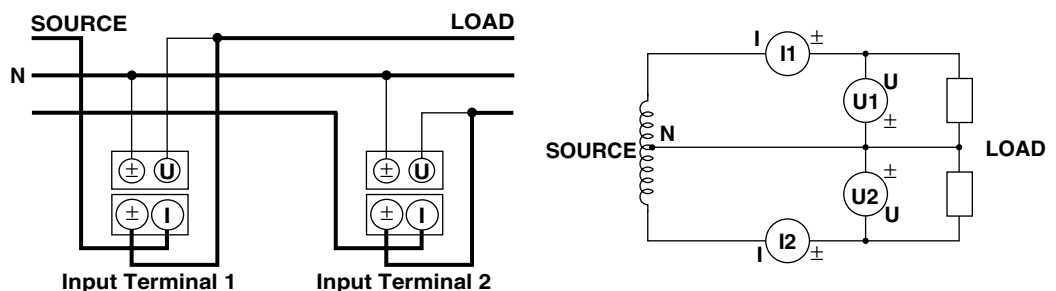 SOURCE
LOAD
N
± U
± I
Input Terminal 1
± U
± I
Input Terminal 2
I I1 ±
U
U1
±
N
SOURCE
LOAD
±
U2
U
I I2 ±